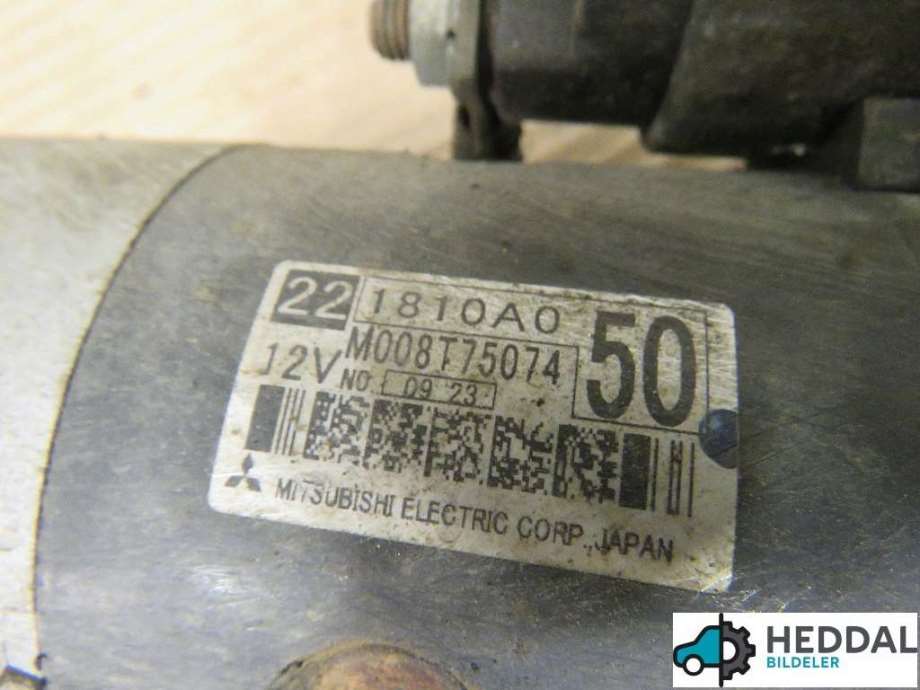 22 1810A0 50
M008T75074
12V NO 09 23
MITSUBISHI ELECTRIC CORP. JAPAN
HEDDAL
BILDELER